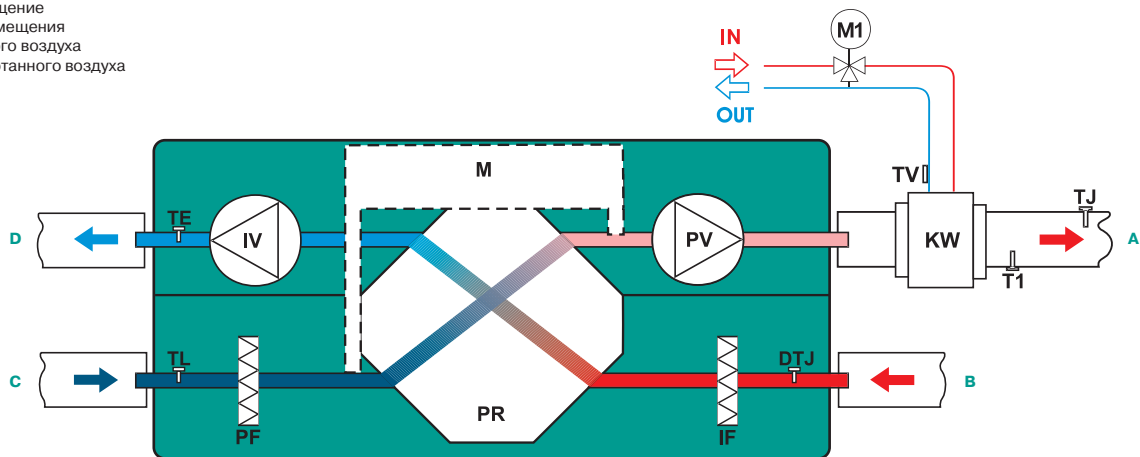 щение
мещения
го воздуха
отанного воздуха
M1
IN
OUT
M
TV
TJ
TE
D
IV
PV
KW
A
T1
TL
DTJ
C
B
PR
PF
IF